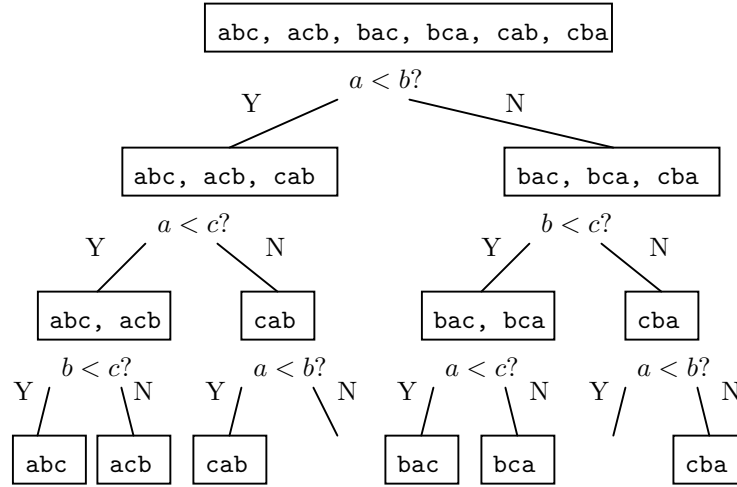 abc, acb, bac, bca, cab, cba
a < b?
Y N
abc, acb, cab bac, bca, cba
a < c? b < c?
Y N Y N
abc, acb cab bac, bca cba
b < c? a < b? a < c? a < b?
Y N Y N Y N Y N
abc acb cab bac bca cba